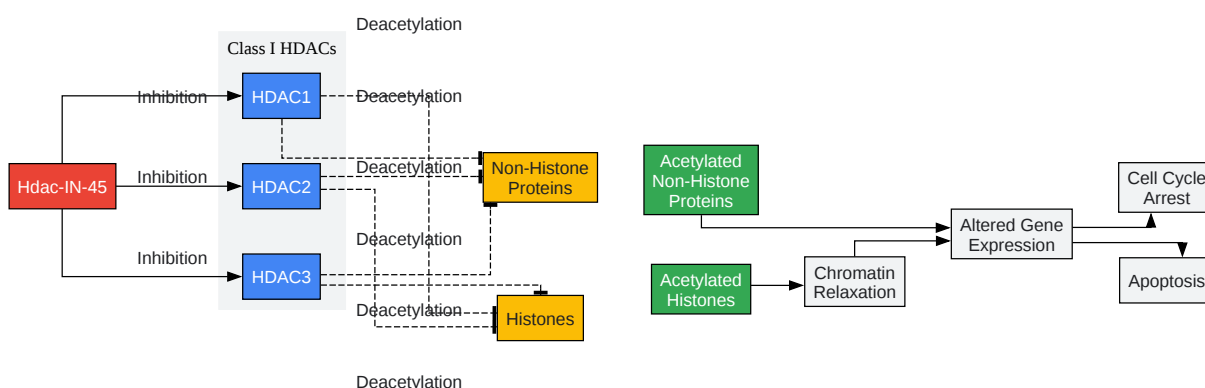 Deacetylation
Class I HDACs
Inhibition
HDAC1
Deacetylation
Hdac-IN-45
Inhibition
HDAC2
Deacetylation
Non-Histone
Proteins
Deacetylation
Inhibition
HDAC3
Deacetylation
Histones
Deacetylation
Acetylated
Non-Histone
Proteins
Acetylated
Histones
Chromatin
Relaxation
Altered Gene
Expression
Cell Cycle
Arrest
Apoptosis